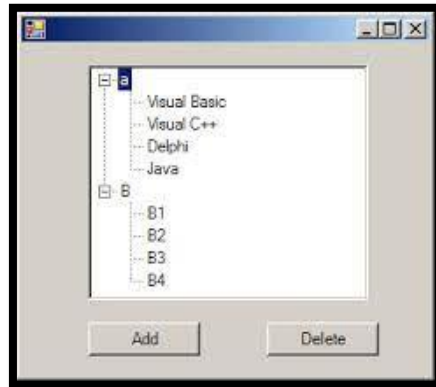 a
Visual Basic
Visual C++
Delphi
Java
B
B1
B2
B3
B4
Add
Delete